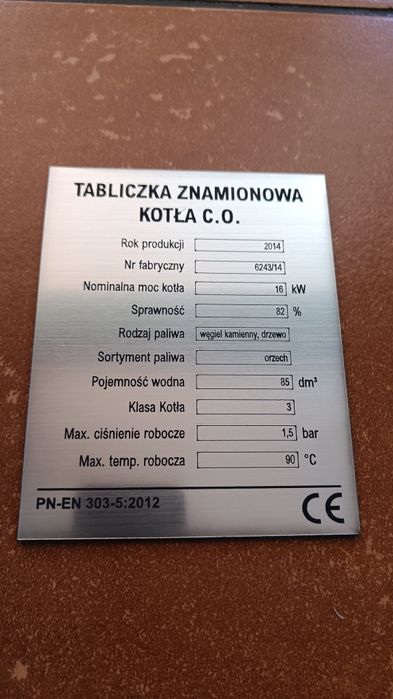 TABLICZKA ZNAMIONOWA
KOTŁA C.O.
Rok produkcji 2014
Nr fabryczny 6243/14
Nominalna moc kotła 16 kW
Sprawność 82 %
Rodzaj paliwa węgiel kamienny, drzewo
Sortyment paliwa orzech
Pojemność wodna 85 dm³
Klasa Kotła 3
Max. ciśnienie robocze 1,5 bar
Max. temp. robocza 90 °C
PN-EN 303-5:2012 CE